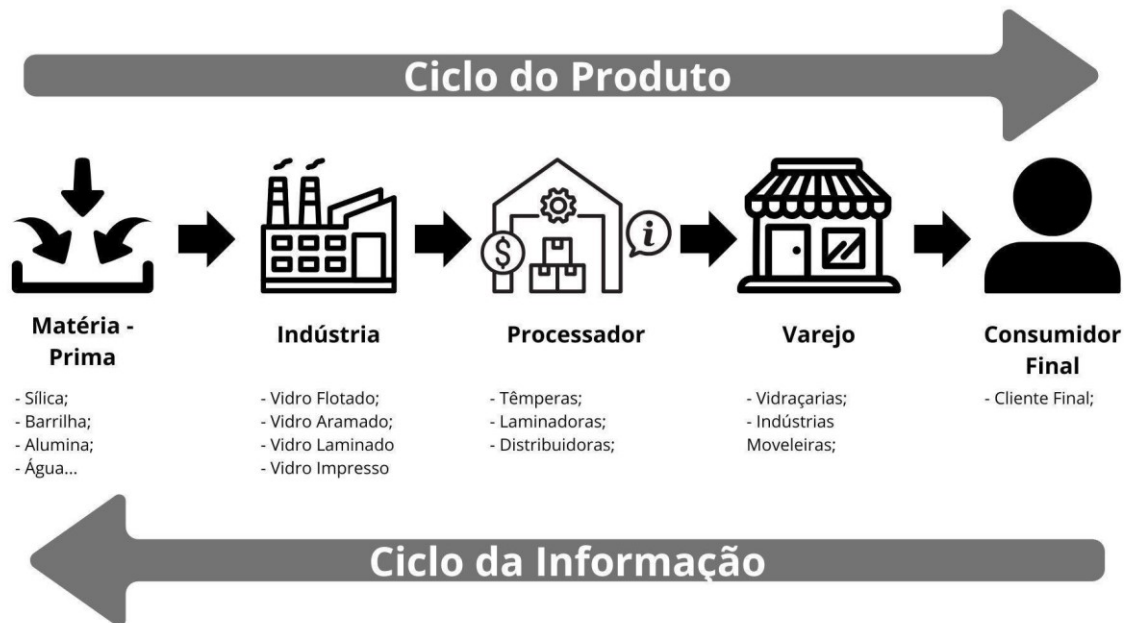 Ciclo do Produto
$
i
Matéria -
Prima
- Sílica;
- Barrilha;
- Alumina;
- Água...
Indústria
- Vidro Flotado;
- Vidro Aramado;
- Vidro Laminado
- Vidro Impresso
Processador
- Têmperas;
- Laminadoras;
- Distribuidoras;
Varejo
- Vidraçarias;
- Indústrias
Moveleiras;
Consumidor
Final
- Cliente Final;
Ciclo da Informação